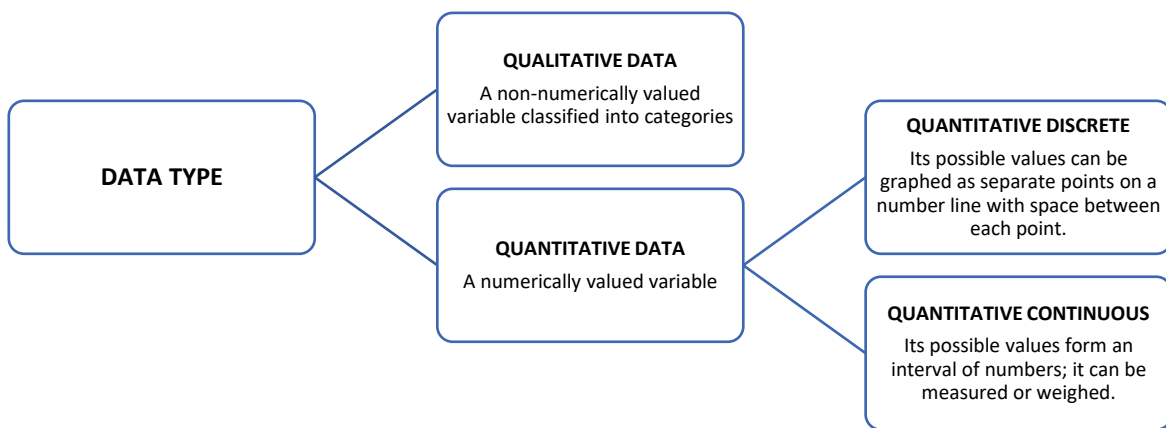 DATA TYPE
QUALITATIVE DATA
A non-numerically valued
variable classified into categories
QUANTITATIVE DATA
A numerically valued variable
QUANTITATIVE DISCRETE
Its possible values can be
graphed as separate points on a
number line with space between
each point.
QUANTITATIVE CONTINUOUS
Its possible values form an
interval of numbers; it can be
measured or weighed.